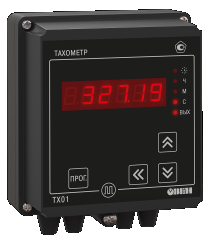 ТАХОМЕТР
327.19
Ч
М
С
ВЫХ
ПРОГ.
ТХ01
ОВЕН